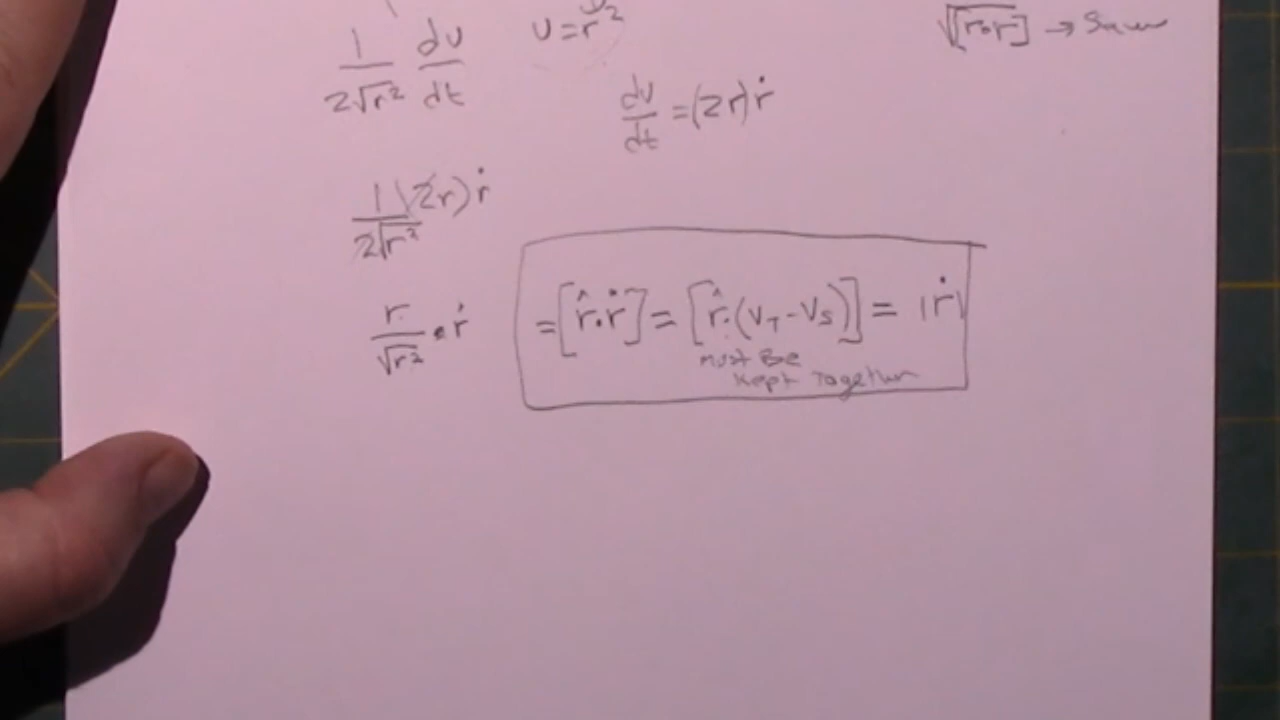 1/(2√r²) du/dt
u = r²
√[r∘r] →
du/dt = (2r)ṙ
1/(2√r²) (2r)ṙ
r/√r² · ṙ
= [r̂·ṙ] = [r̂·(V_T - V_S)] = |ṙ|
Must Be
Kept Together